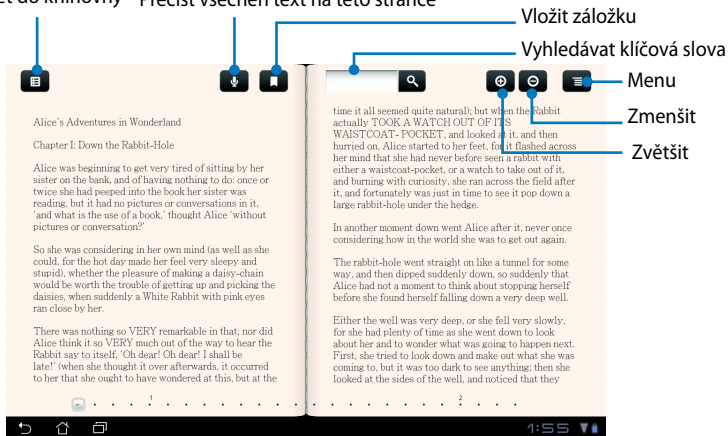 do knihovny Přečíst všechen text na této stránce
Vložit záložku
Vyhledávat klíčová slova
Menu
Zmenšit
Zvětšit
Alice's Adventures in Wonderland
Chapter I: Down the Rabbit-Hole
Alice was beginning to get very tired of sitting by her
sister on the bank, and of having nothing to do: once or
twice she had peeped into the book her sister was
reading, but it had no pictures or conversations in it,
'and what is the use of a book,' thought Alice 'without
pictures or conversation?'
So she was considering in her own mind (as well as she
could, for the hot day made her feel very sleepy and
stupid), whether the pleasure of making a daisy-chain
would be worth the trouble of getting up and picking the
daisies, when suddenly a White Rabbit with pink eyes
ran close by her.
There was nothing so VERY remarkable in that; nor did
Alice think it so VERY much out of the way to hear the
Rabbit say to itself, 'Oh dear! Oh dear! I shall be
late!' (when she thought it over afterwards, it occurred
to her that she ought to have wondered at this, but at the
1
time it all seemed quite natural); but when the Rabbit
actually TOOK A WATCH OUT OF ITS
WAISTCOAT- POCKET, and looked at it, and then
hurried on, Alice started to her feet, for it flashed across
her mind that she had never before seen a rabbit with
either a waistcoat-pocket, or a watch to take out of it,
and burning with curiosity, she ran across the field after
it, and fortunately was just in time to see it pop down a
large rabbit-hole under the hedge.
In another moment down went Alice after it, never once
considering how in the world she was to get out again.
The rabbit-hole went straight on like a tunnel for some
way, and then dipped suddenly down, so suddenly that
Alice had not a moment to think about stopping herself
before she found herself falling down a very deep well.
Either the well was very deep, or she fell very slowly,
for she had plenty of time as she went down to look
about her and to wonder what was going to happen next.
First, she tried to look down and make out what she was
coming to, but it was too dark to see anything; then she
looked at the sides of the well, and noticed that they
2
1:55